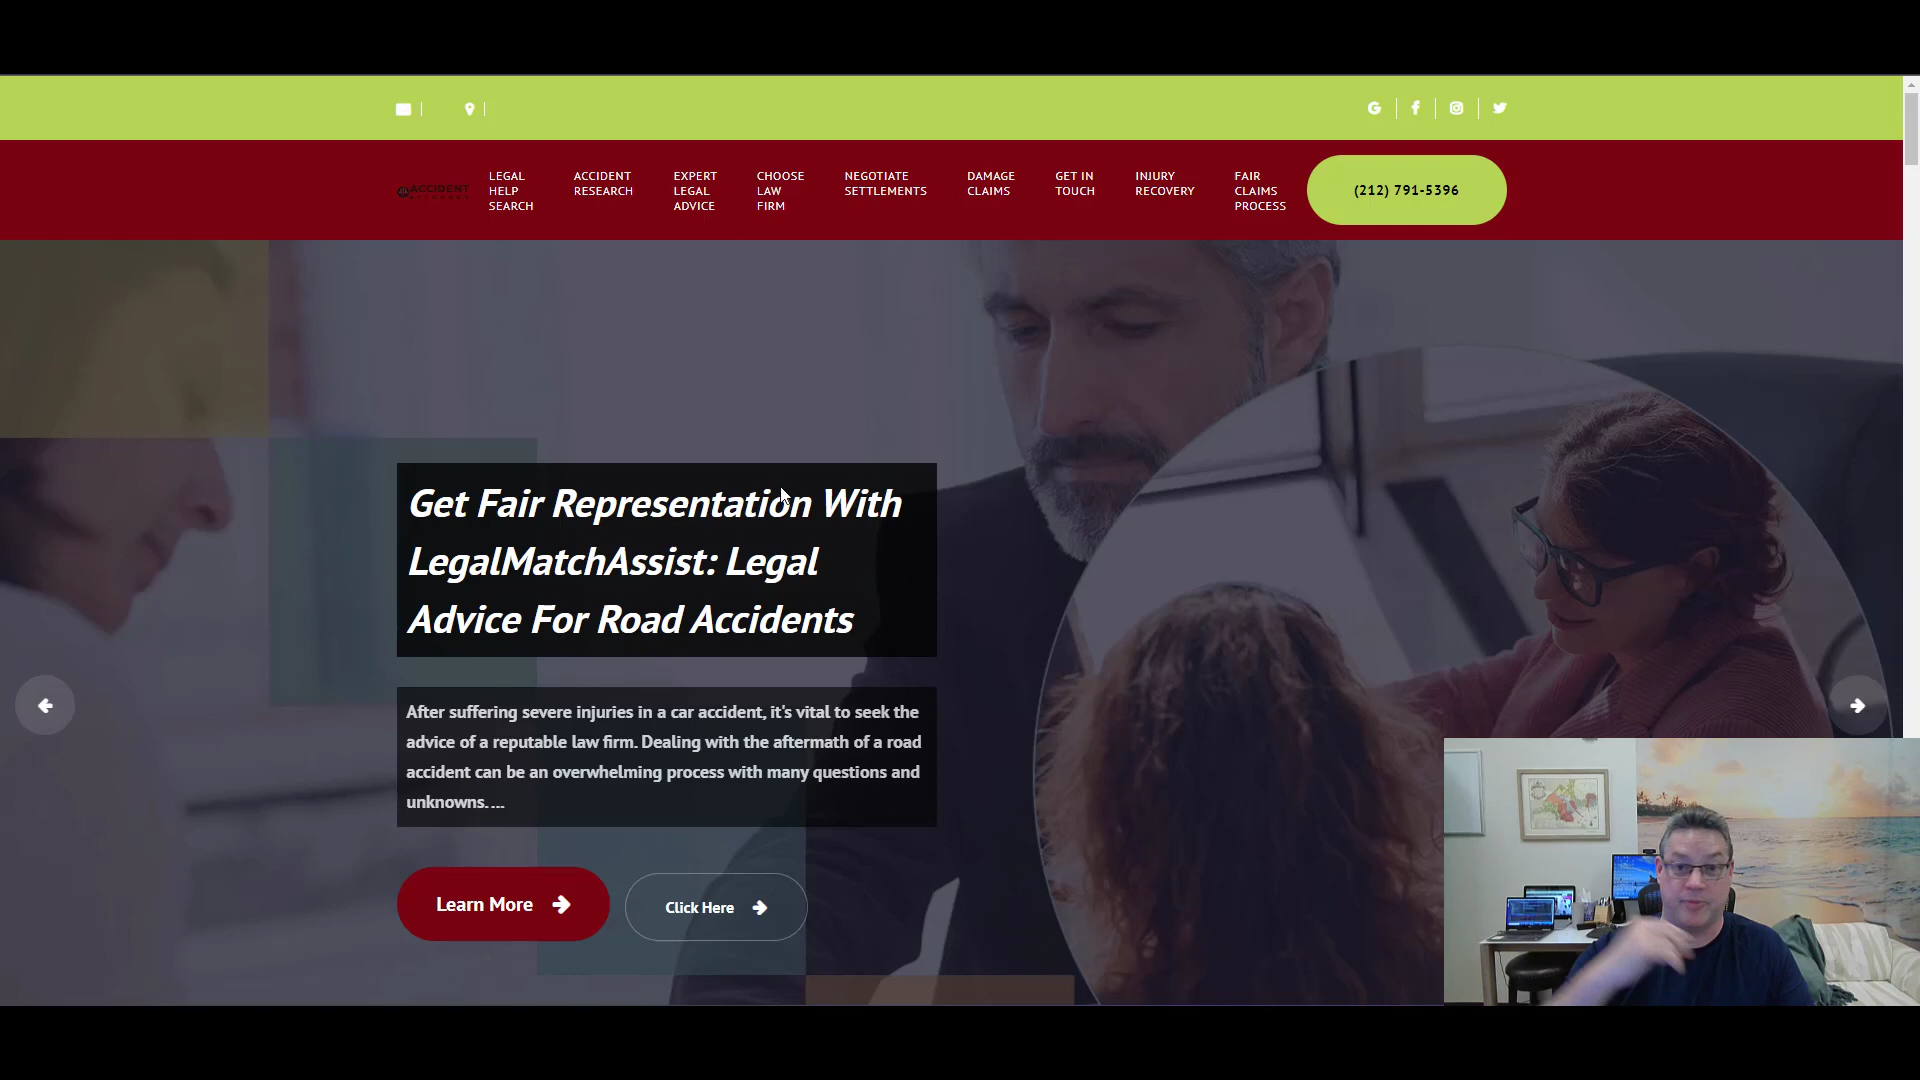 ACCIDENT
LEGAL
HELP
SEARCH
ACCIDENT
RESEARCH
EXPERT
LEGAL
ADVICE
CHOOSE
LAW
FIRM
NEGOTIATE
SETTLEMENTS
DAMAGE
CLAIMS
GET IN
TOUCH
INJURY
RECOVERY
FAIR
CLAIMS
PROCESS
(212) 791-5396
Get Fair Representation With
LegalMatchAssist: Legal
Advice For Road Accidents
After suffering severe injuries in a car accident, it's vital to seek the
advice of a reputable law firm. Dealing with the aftermath of a road
accident can be an overwhelming process with many questions and
unknowns. ...
Learn More
Click Here